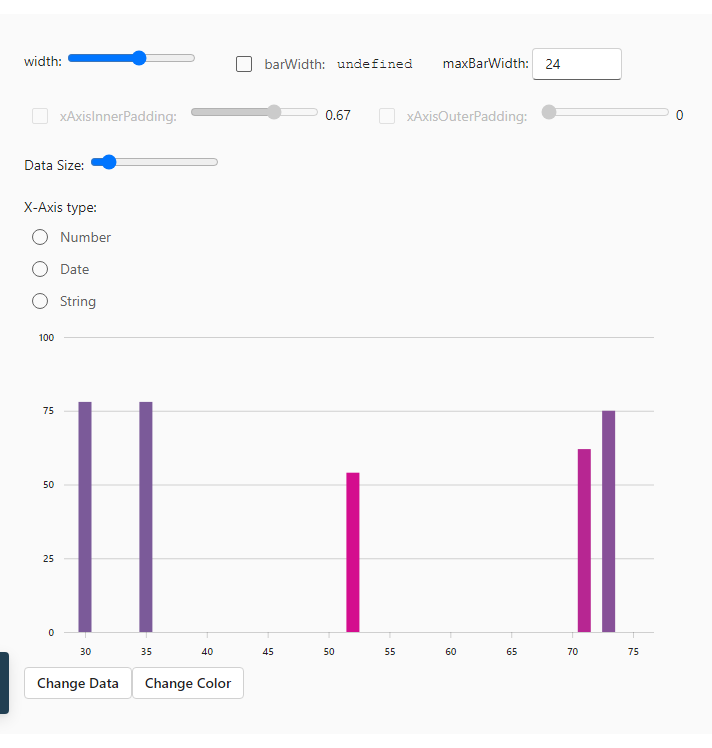 width: barWidth: undefined maxBarWidth: 24
xAxisInnerPadding: 0.67 xAxisOuterPadding: 0
Data Size:
X-Axis type:
Number
Date
String
100
75
50
25
0
30 35 40 45 50 55 60 65 70 75
Change Data Change Color